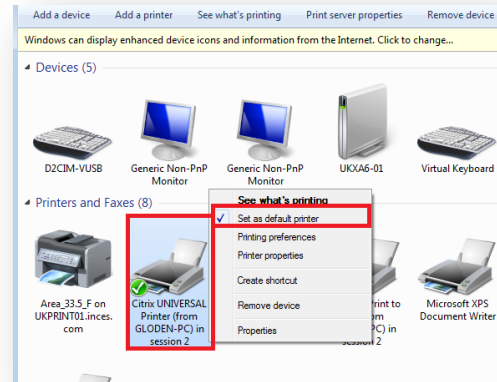 Add a device Add a printer See what's printing Print server properties Remove device
Windows can display enhanced device icons and information from the Internet. Click to change...
Devices (5)
D2CIM-VUSB
Generic Non-PnP
Monitor
Generic Non-PnP
Monitor
UKXA6-01
Virtual Keyboard
Printers and Faxes (8)
See what's printing
Set as default printer
Printing preferences
Printer properties
Create shortcut
Remove device
Properties
Area_33.5_F on
UKPRINT01.inces.
com
Citrix UNIVERSAL
Printer (from
GLODEN-PC) in
session 2
Print to
PC) in
session 2
Microsoft XPS
Document Writer